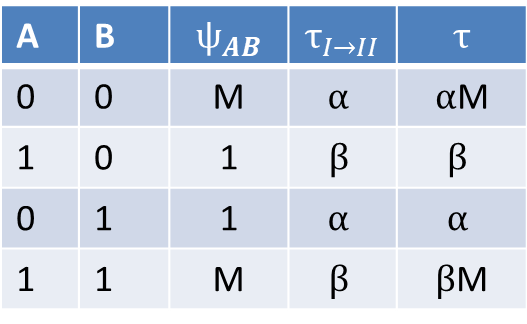 A B ψ_AB τ_I→II τ
0 0 M α αM
1 0 1 β β
0 1 1 α α
1 1 M β βM